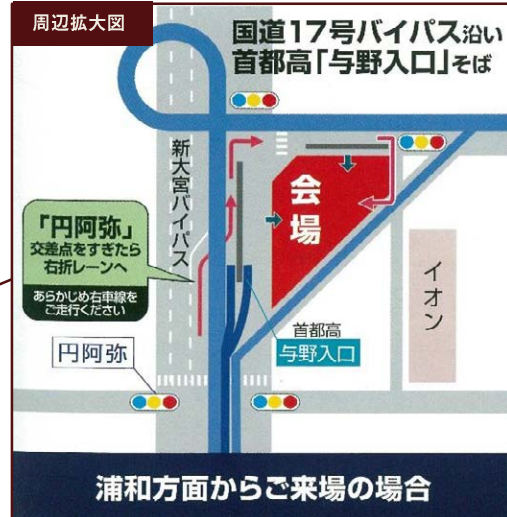 周辺拡大図
国道17号バイパス沿い
首都高「与野入口」そば
新大宮バイパス
会場
「円阿弥」
交差点をすぎたら
右折レーンへ
あらかじめ右車線を
ご走行ください
イオン
首都高
与野入口
円阿弥
浦和方面からご来場の場合